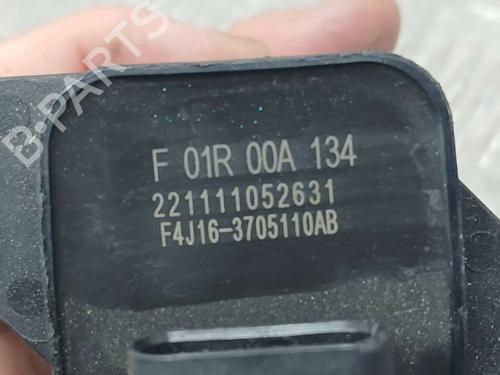 B-PARTS
F 01R 00A 134
221111052631
F4J16-3705110AB